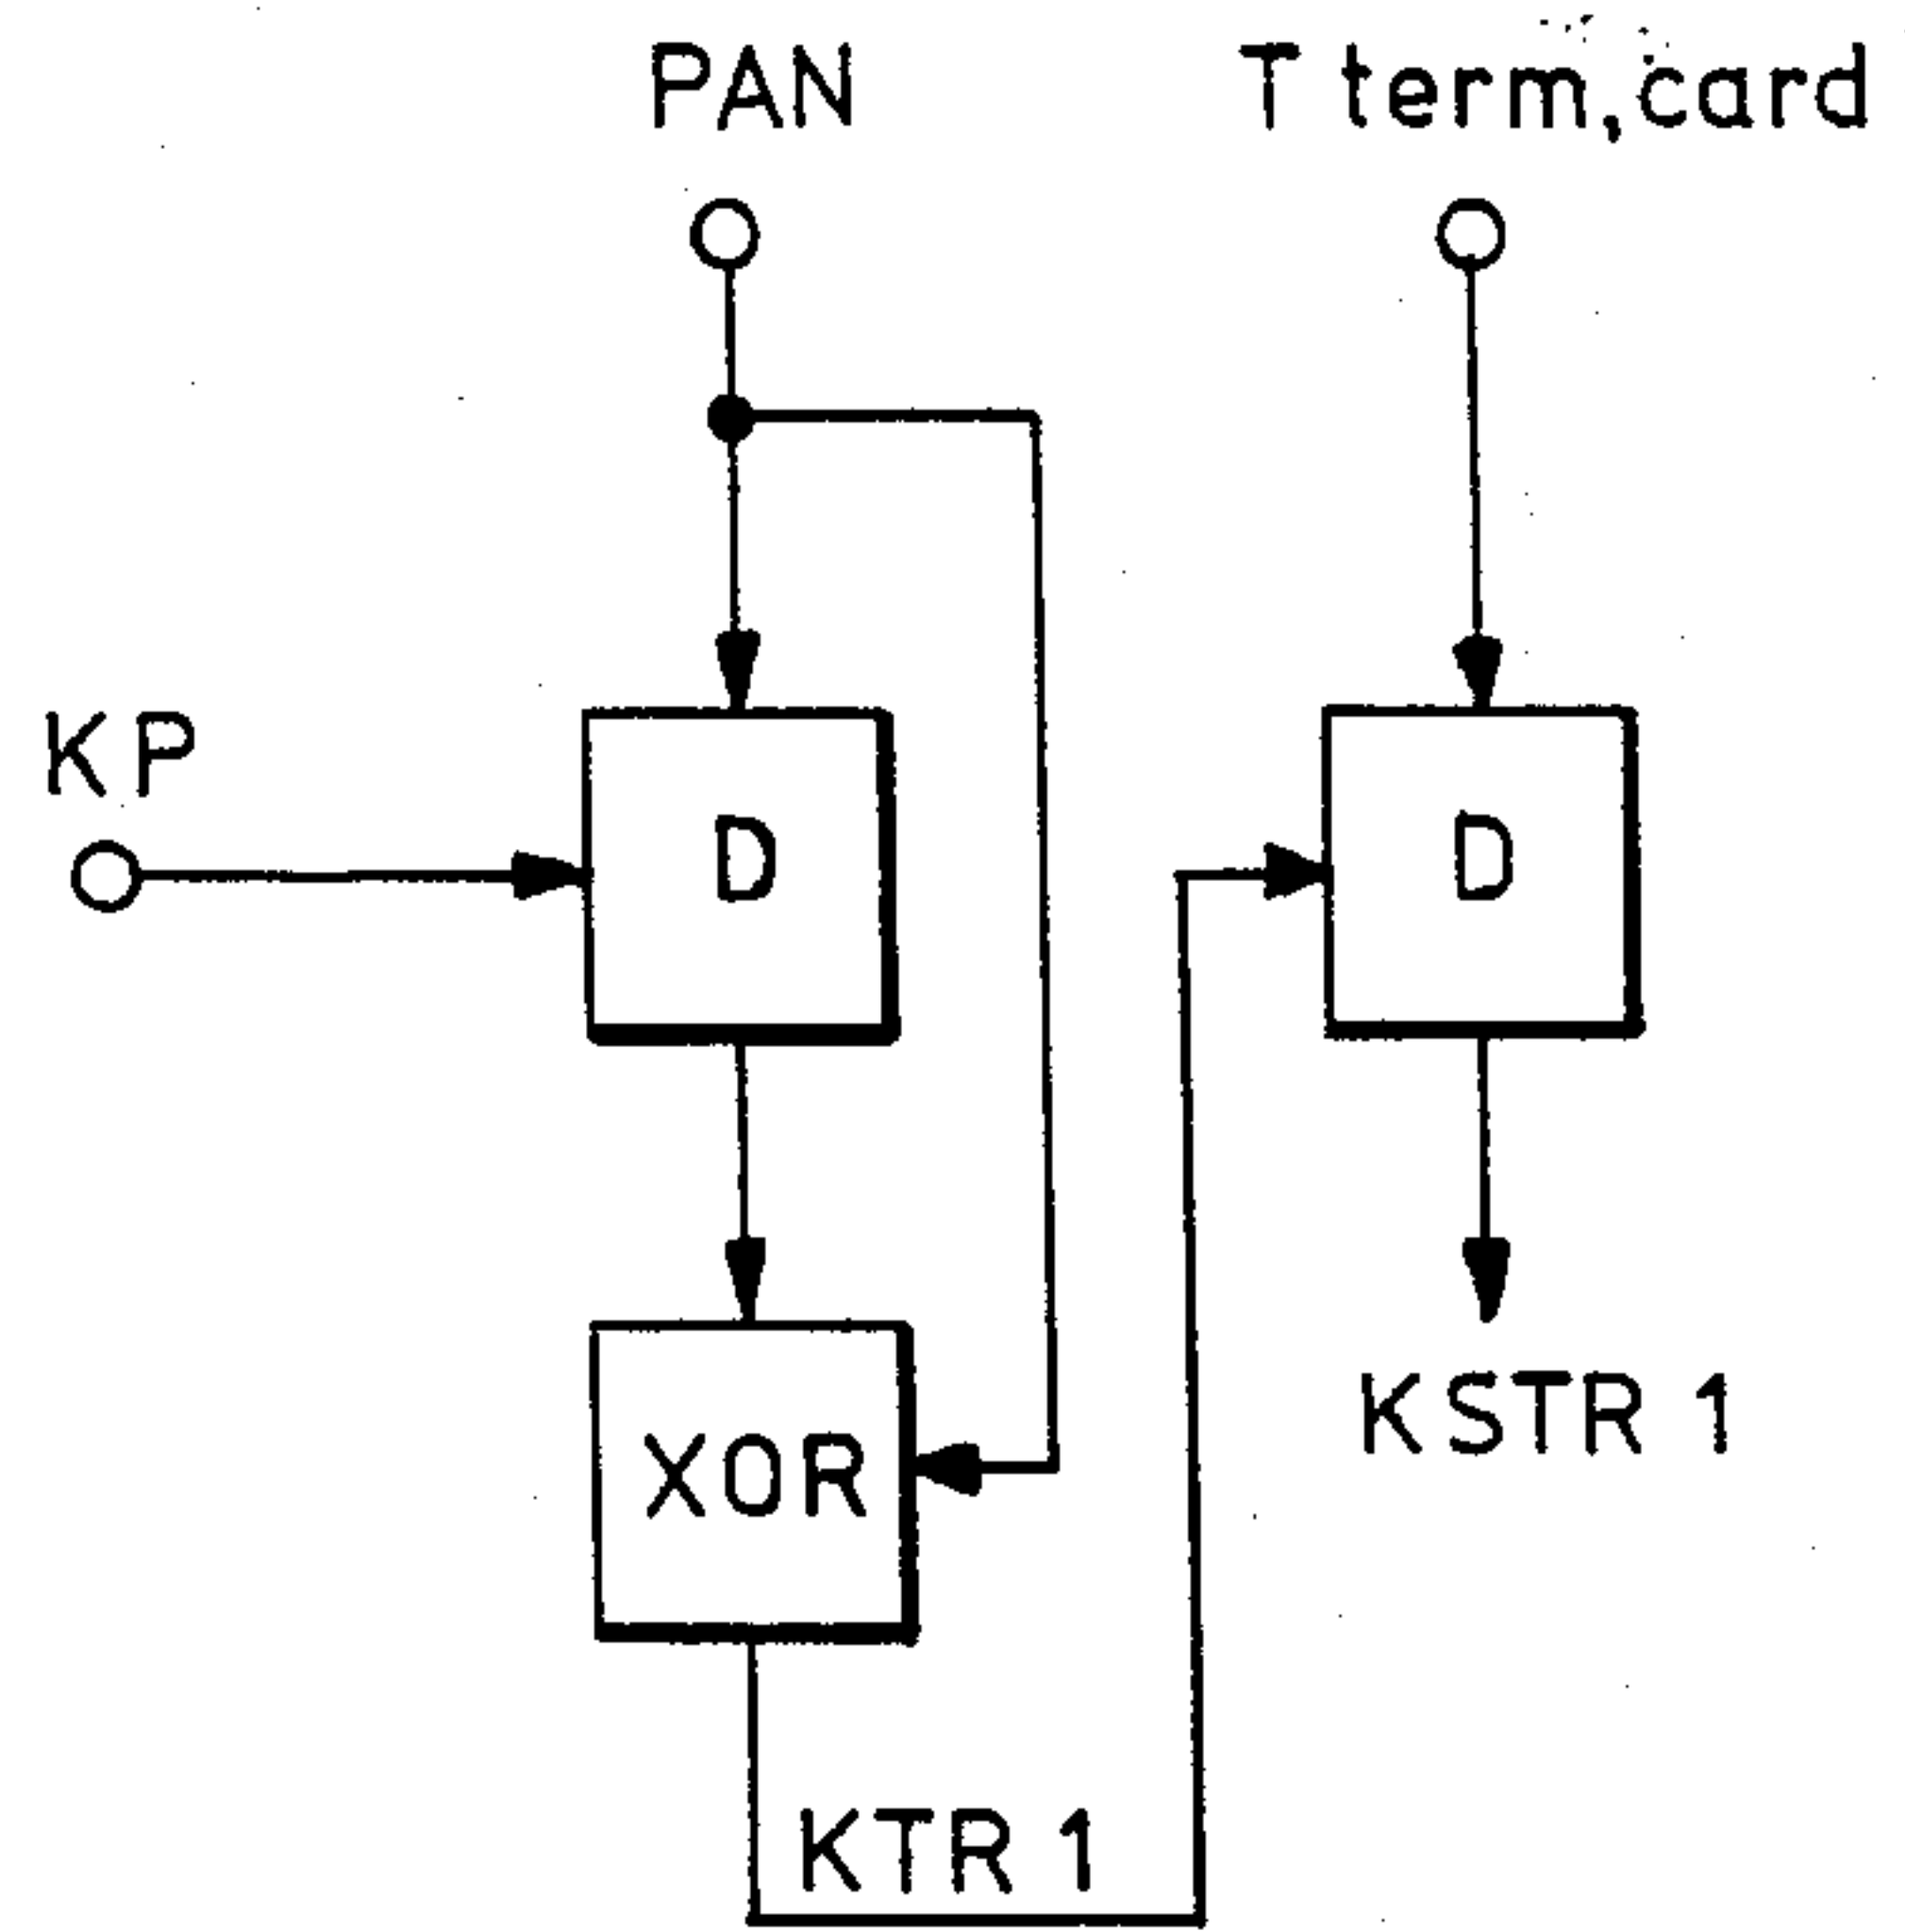 PAN
T term,card
KP
D
D
XOR
KSTR 1
KTR 1